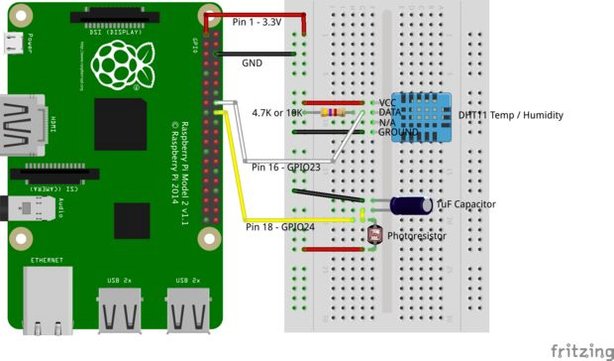 DSI (DISPLAY)
Pin 1 - 3.3V
GPIO
Power
GND
HDMI
4.7K or 10K
VCC
DATA
N/A
GROUND
DHT11 Temp / Humidity
Raspberry Pi Model 2 v1.1
© Raspberry Pi 2014
Pin 16 - GPIO23
CSI (CAMERA)
Audio
1uF Capacitor
Pin 18 - GPIO24
Photoresistor
ETHERNET
USB 2x
USB 2x
fritzing